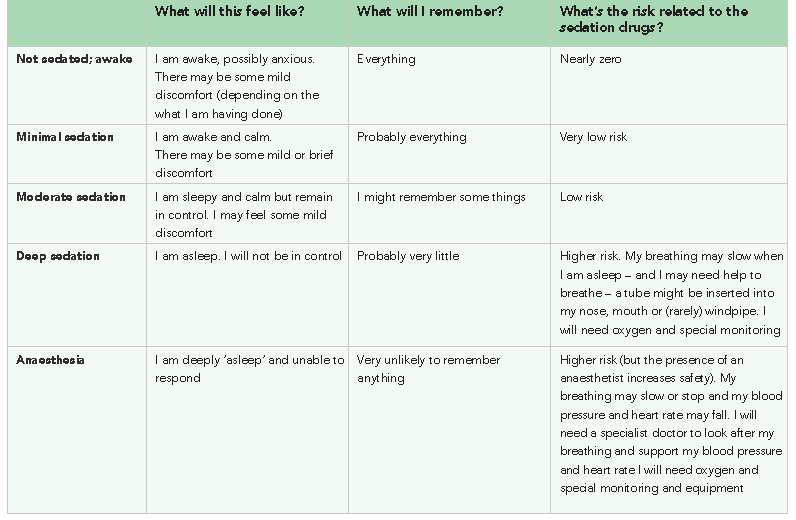 What will this feel like?
What will I remember?
What's the risk related to the
sedation drugs?
Not sedated; awake
I am awake, possibly anxious.
There may be some mild
discomfort (depending on the
what I am having done)
Everything
Nearly zero
Minimal sedation
I am awake and calm.
There may be some mild or brief
discomfort
Probably everything
Very low risk
Moderate sedation
I am sleepy and calm but remain
in control. I may feel some mild
discomfort
I might remember some things
Low risk
Deep sedation
I am asleep. I will not be in control
Probably very little
Higher risk. My breathing may slow when
I am asleep – and I may need help to
breathe – a tube might be inserted into
my nose, mouth or (rarely) windpipe. I
will need oxygen and special monitoring
Anaesthesia
I am deeply ‘asleep’ and unable to
respond
Very unlikely to remember
anything
Higher risk (but the presence of an
anaesthetist increases safety). My
breathing may slow or stop and my blood
pressure and heart rate may fall. I will
need a specialist doctor to look after my
breathing and support my blood pressure
and heart rate I will need oxygen and
special monitoring and equipment